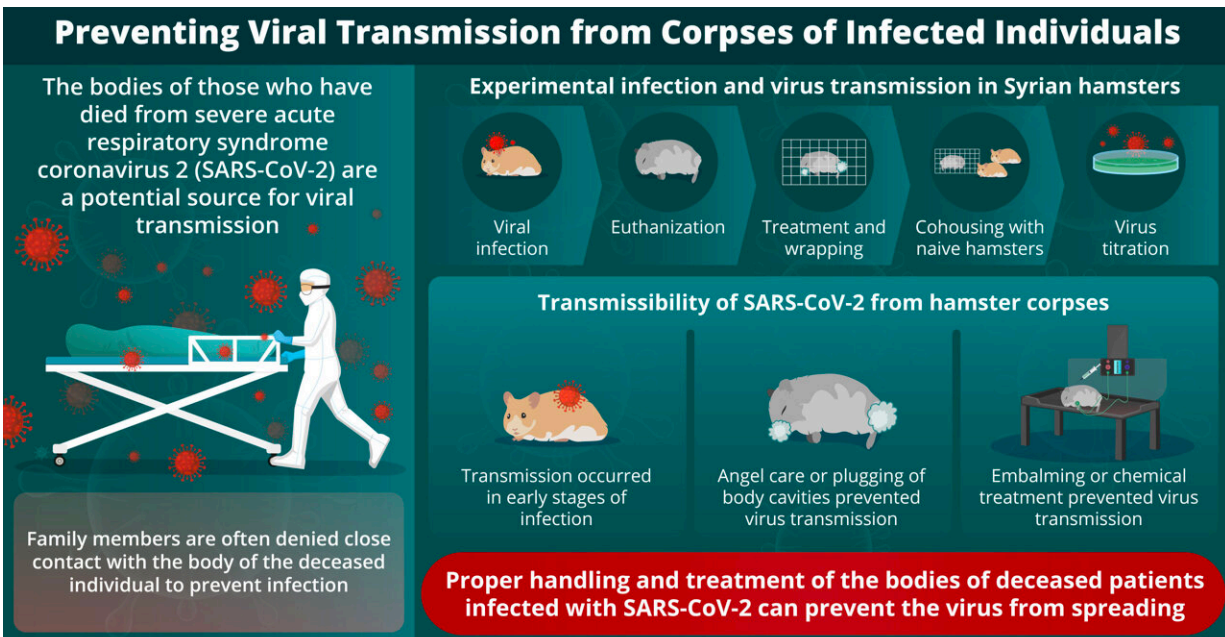 Preventing Viral Transmission from Corpses of Infected Individuals
The bodies of those who have
died from severe acute
respiratory syndrome
coronavirus 2 (SARS-CoV-2) are
a potential source for viral
transmission
Family members are often denied close
contact with the body of the deceased
individual to prevent infection
Experimental infection and virus transmission in Syrian hamsters
Viral
infection
Euthanization
Treatment and
wrapping
Cohousing with
naive hamsters
Virus
titration
Transmissibility of SARS-CoV-2 from hamster corpses
Transmission occurred
in early stages of
infection
Angel care or plugging of
body cavities prevented
virus transmission
Embalming or chemical
treatment prevented virus
transmission
Proper handling and treatment of the bodies of deceased patients
infected with SARS-CoV-2 can prevent the virus from spreading